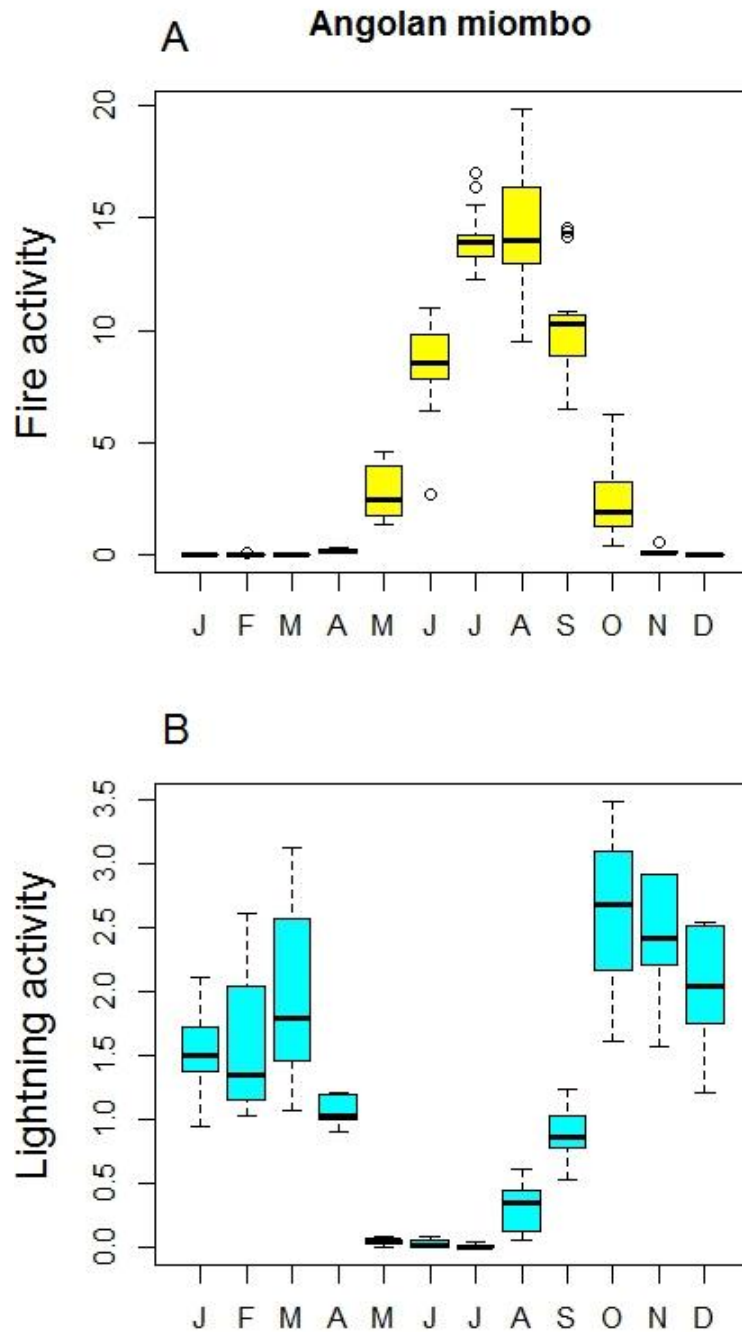 A
Angolan miombo
Fire activity
20
15
10
5
0
J F M A M J J A S O N D
B
Lightning activity
3.5
3.0
2.5
2.0
1.5
1.0
0.5
0.0
J F M A M J J A S O N D